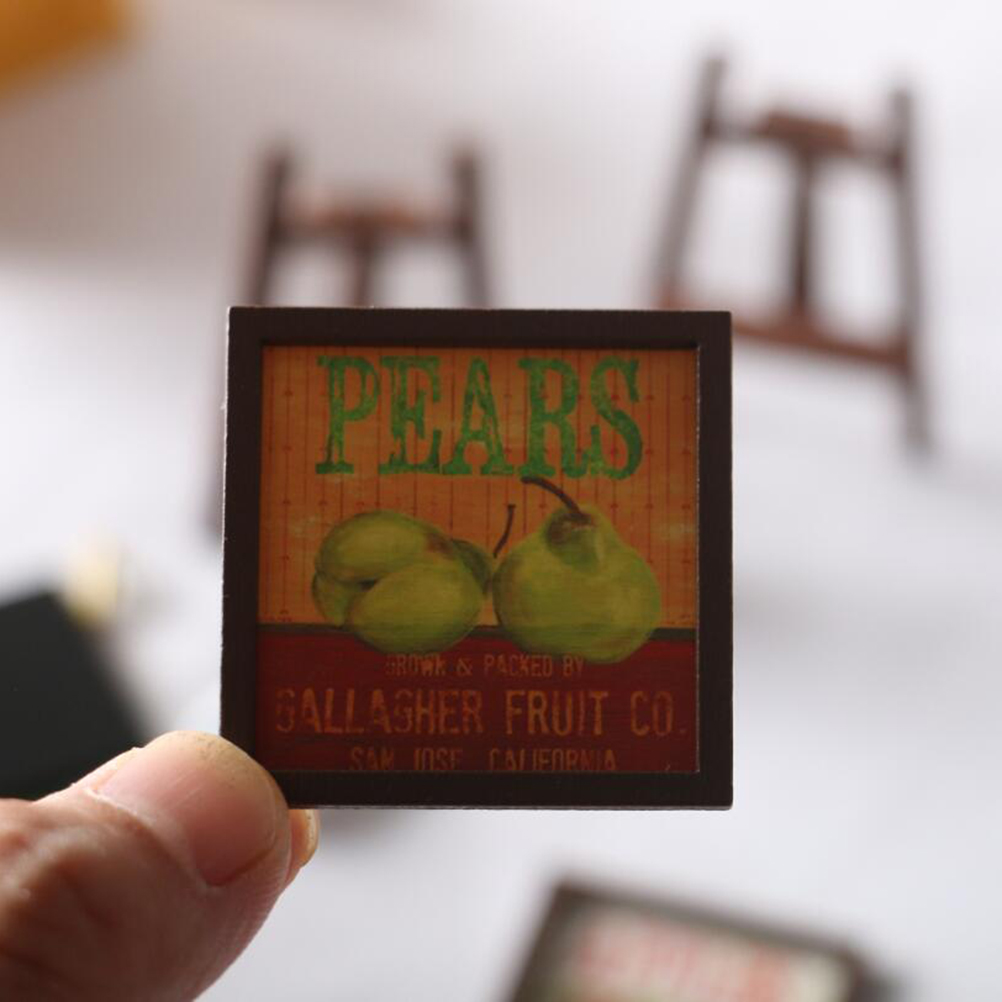 PEARS
GROWN & PACKED BY
GALLAGHER FRUIT CO.
SAN JOSE, CALIFORNIA